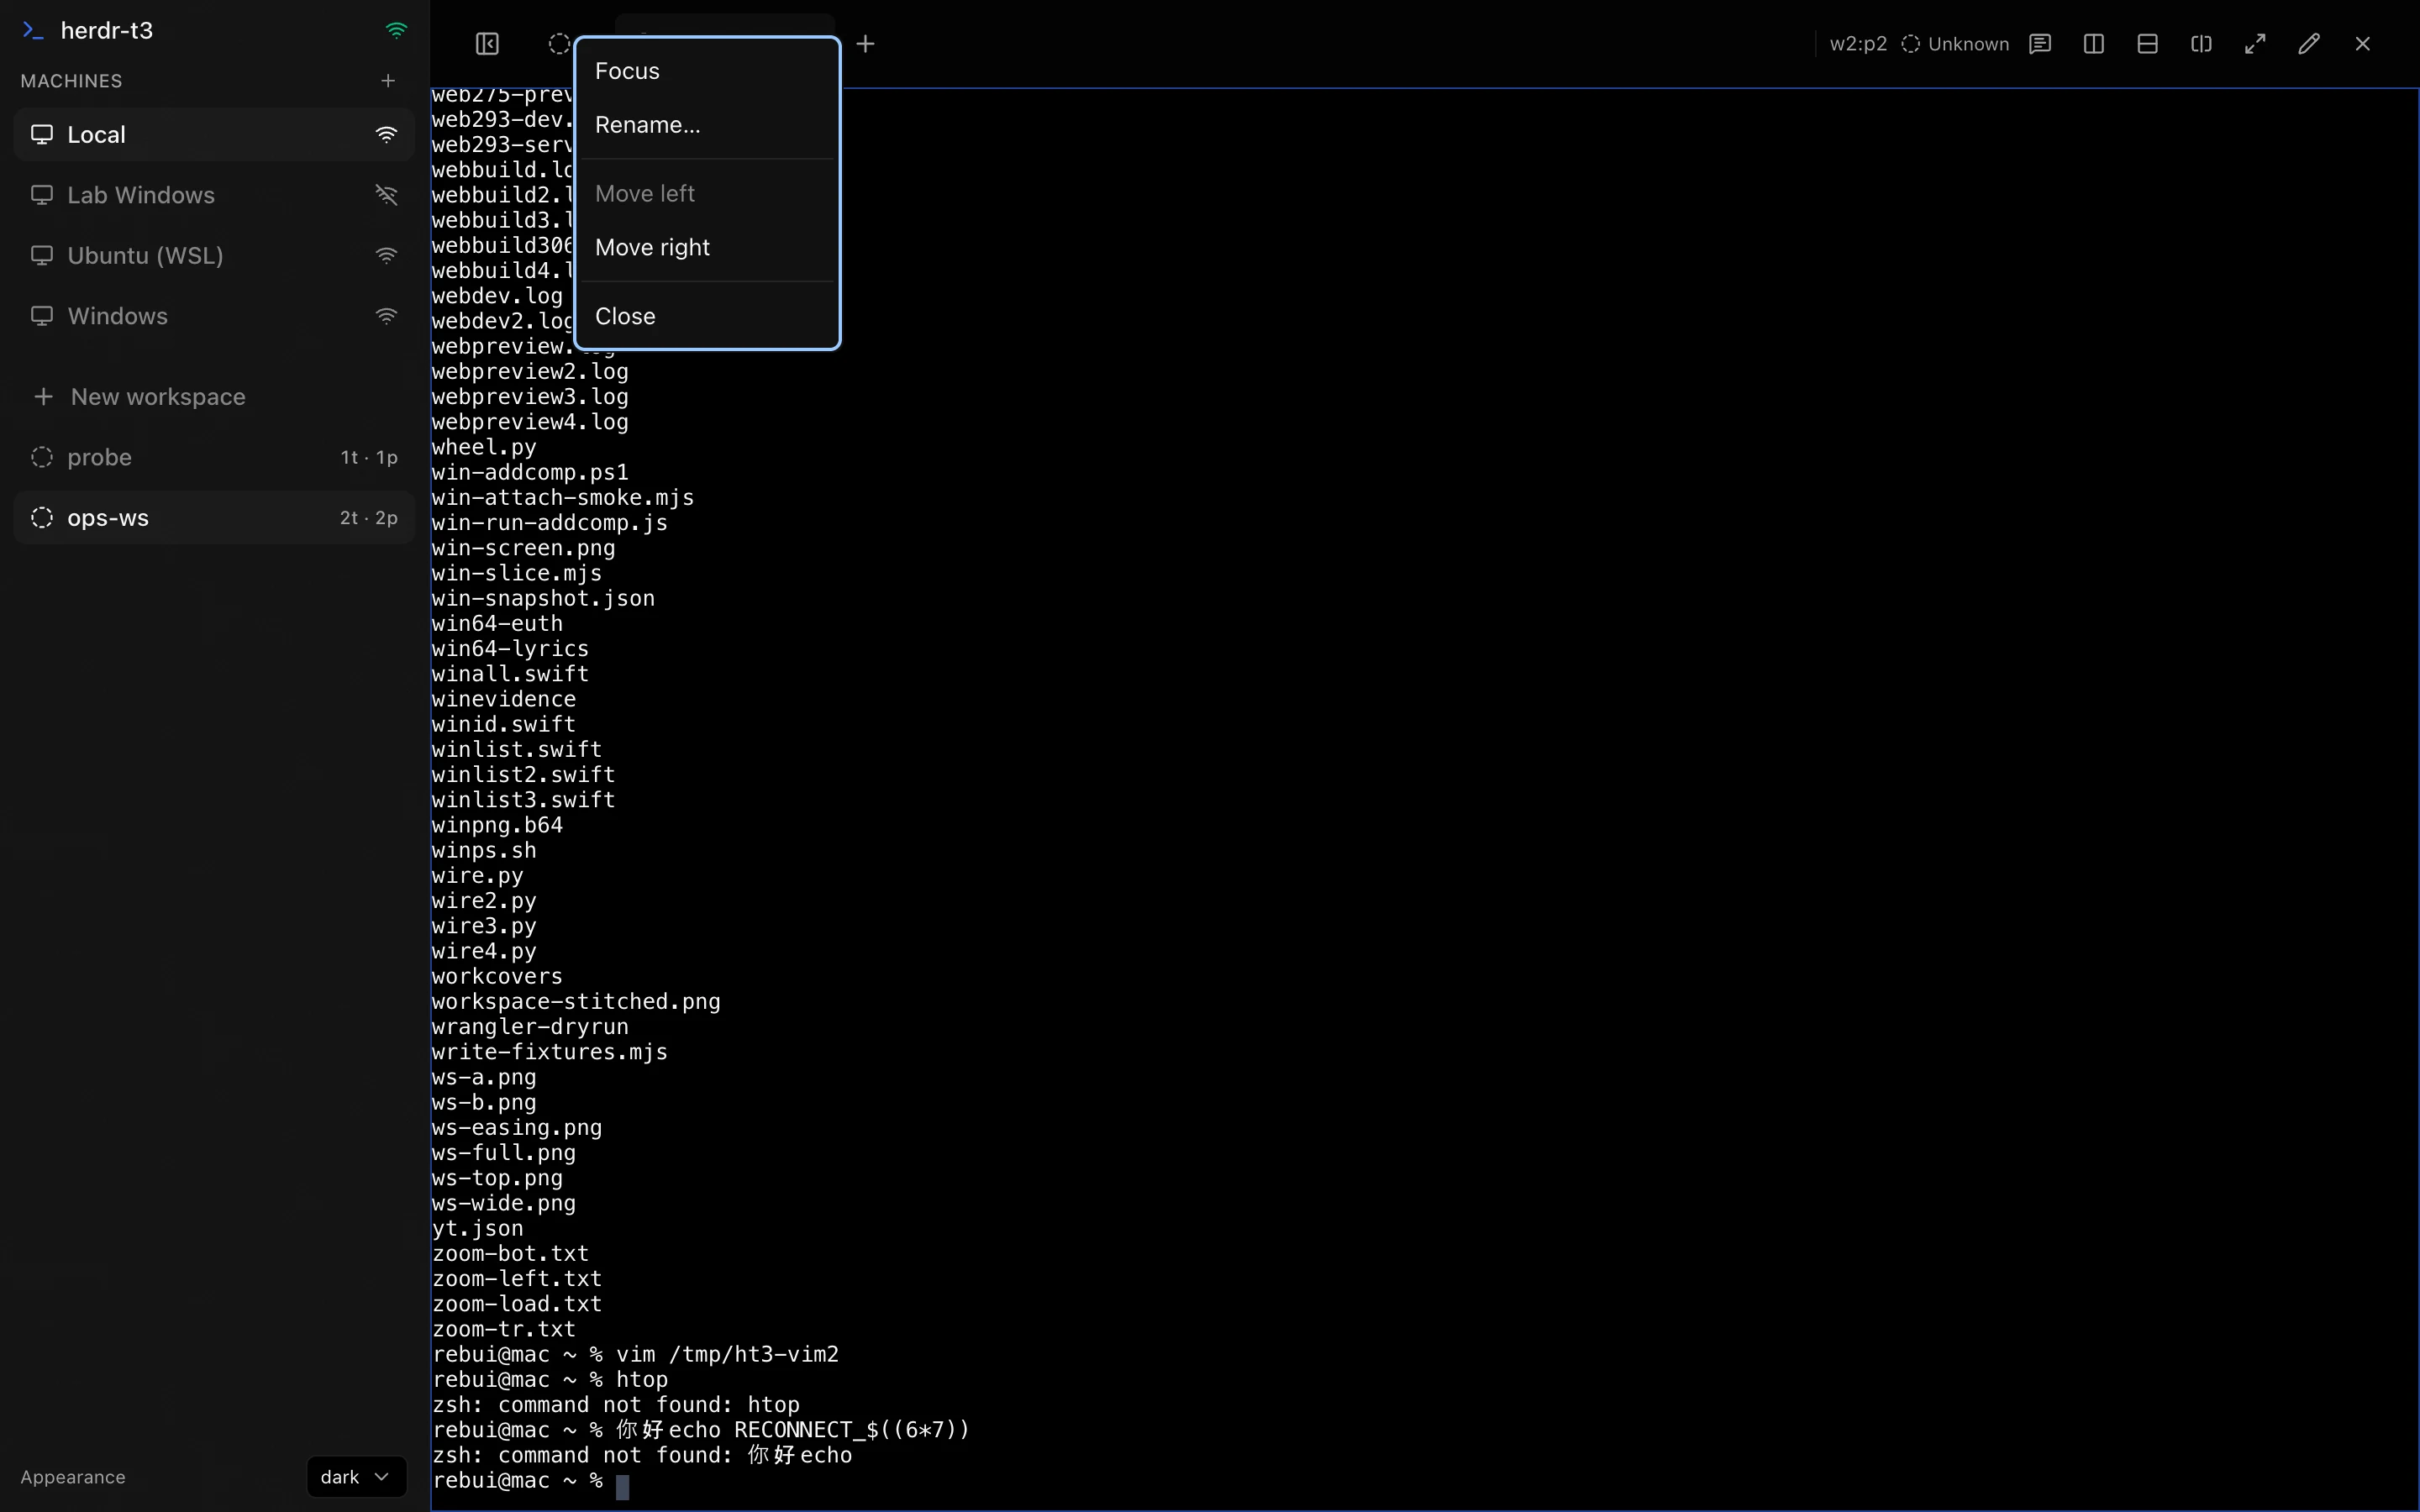 herdr-t3
MACHINES
Local
Lab Windows
Ubuntu (WSL)
Windows
New workspace
probe 1t · 1p
ops-ws 2t · 2p
Appearance dark
w2:p2 Unknown
Focus
Rename...
Move left
Move right
Close
web275-prev
web293-dev.
web293-serv
webbuild.lo
webbuild2.l
webbuild3.l
webbuild306
webbuild4.l
webdev.log
webdev2.log
webpreview.log
webpreview2.log
webpreview3.log
webpreview4.log
wheel.py
win-addcomp.ps1
win-attach-smoke.mjs
win-run-addcomp.js
win-screen.png
win-slice.mjs
win-snapshot.json
win64-euth
win64-lyrics
winall.swift
winevidence
winid.swift
winlist.swift
winlist2.swift
winlist3.swift
winpng.b64
winps.sh
wire.py
wire2.py
wire3.py
wire4.py
workcovers
workspace-stitched.png
wrangler-dryrun
write-fixtures.mjs
ws-a.png
ws-b.png
ws-easing.png
ws-full.png
ws-top.png
ws-wide.png
yt.json
zoom-bot.txt
zoom-left.txt
zoom-load.txt
zoom-tr.txt
rebui@mac ~ % vim /tmp/ht3-vim2
rebui@mac ~ % htop
zsh: command not found: htop
rebui@mac ~ % 你好echo RECONNECT_$((6*7))
zsh: command not found: 你好echo
rebui@mac ~ %